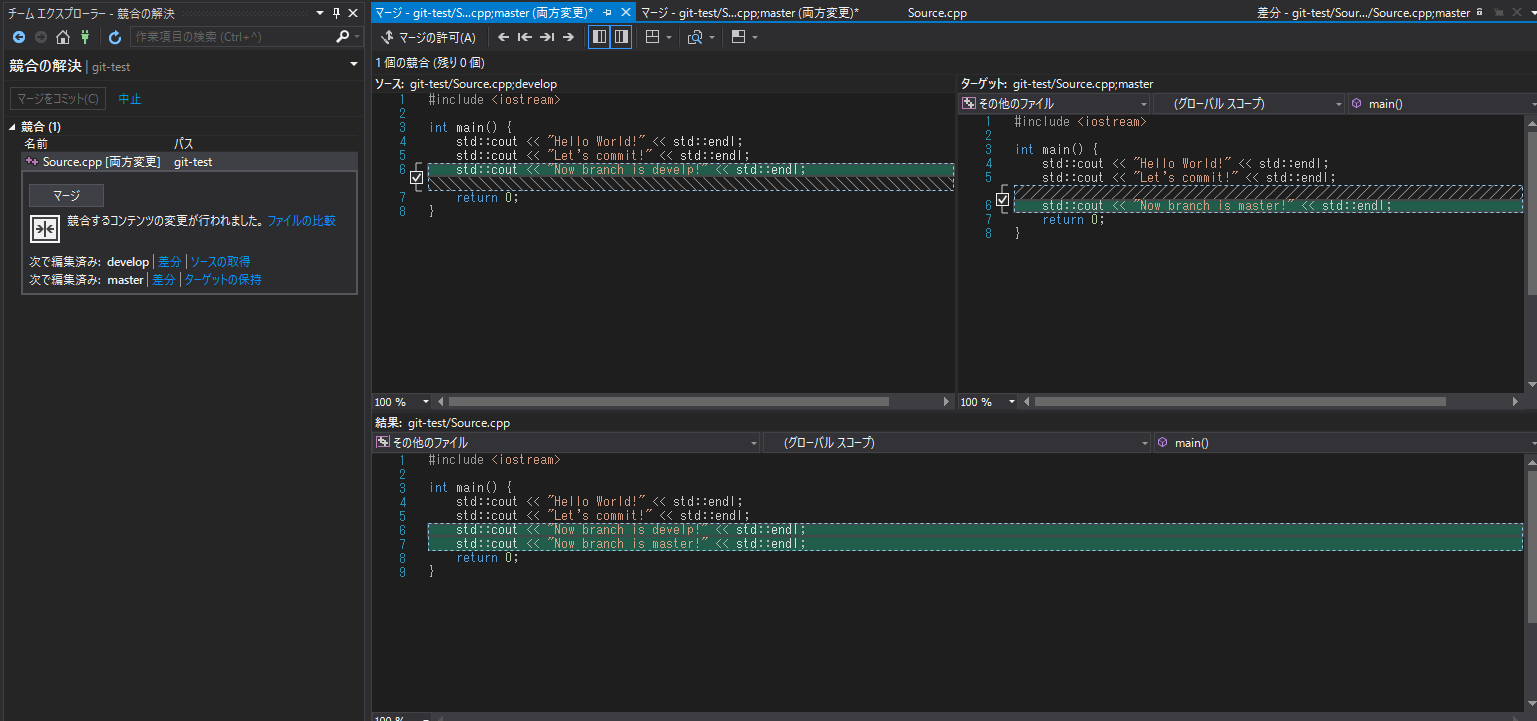 チーム エクスプローラー - 競合の解決
作業項目の検索 (Ctrl+^)
競合の解決 | git-test
マージをコミット(C) 中止
競合 (1)
名前 パス
Source.cpp [両方変更] git-test
マージ
競合するコンテンツの変更が行われました。 ファイルの比較
次で編集済み: develop | 差分 | ソースの取得
次で編集済み: master | 差分 | ターゲットの保持
マージ - git-test/S...cpp;master (両方変更)* マージ - git-test/S...cpp;master (両方変更)* Source.cpp 差分 - git-test/Sour.../Source.cpp;master
マージの許可(A)
1 個の競合 (残り 0 個)
ソース: git-test/Source.cpp;develop
1 #include <iostream>
2
3 int main() {
4 std::cout << "Hello World!" << std::endl;
5 std::cout << "Let's commit!" << std::endl;
6 std::cout << "Now branch is develp!" << std::endl;
7 return 0;
8 }
100 %
ターゲット: git-test/Source.cpp;master
その他のファイル (グローバル スコープ) main()
1 #include <iostream>
2
3 int main() {
4 std::cout << "Hello World!" << std::endl;
5 std::cout << "Let's commit!" << std::endl;
6 std::cout << "Now branch is master!" << std::endl;
7 return 0;
8 }
100 %
結果: git-test/Source.cpp
その他のファイル (グローバル スコープ) main()
1 #include <iostream>
2
3 int main() {
4 std::cout << "Hello World!" << std::endl;
5 std::cout << "Let's commit!" << std::endl;
6 std::cout << "Now branch is develp!" << std::endl;
7 std::cout << "Now branch is master!" << std::endl;
8 return 0;
9 }
100 %